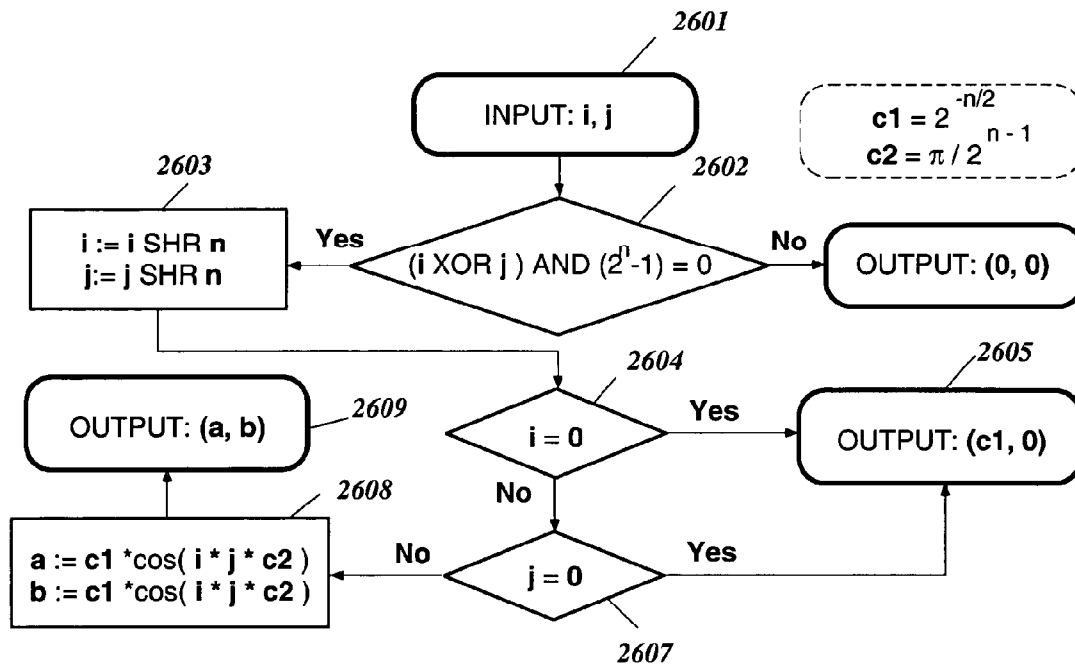 2601
INPUT: i, j
c1 = 2^-n/2
c2 = π / 2^n - 1
2603
2602
i := i SHR n
j:= j SHR n
Yes
(i XOR j ) AND (2^n-1) = 0
No
OUTPUT: (0, 0)
2604
2605
OUTPUT: (a, b)
2609
i = 0
Yes
OUTPUT: (c1, 0)
No
2608
a := c1 *cos( i * j * c2 )
b := c1 *cos( i * j * c2 )
No
j = 0
Yes
2607